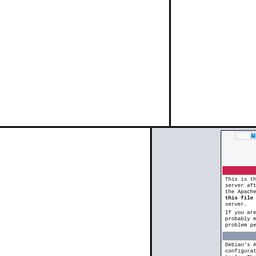 This is th
server aft
the Apache
this file
server.
If you are
probably m
problem pe
Debian's A
configurat